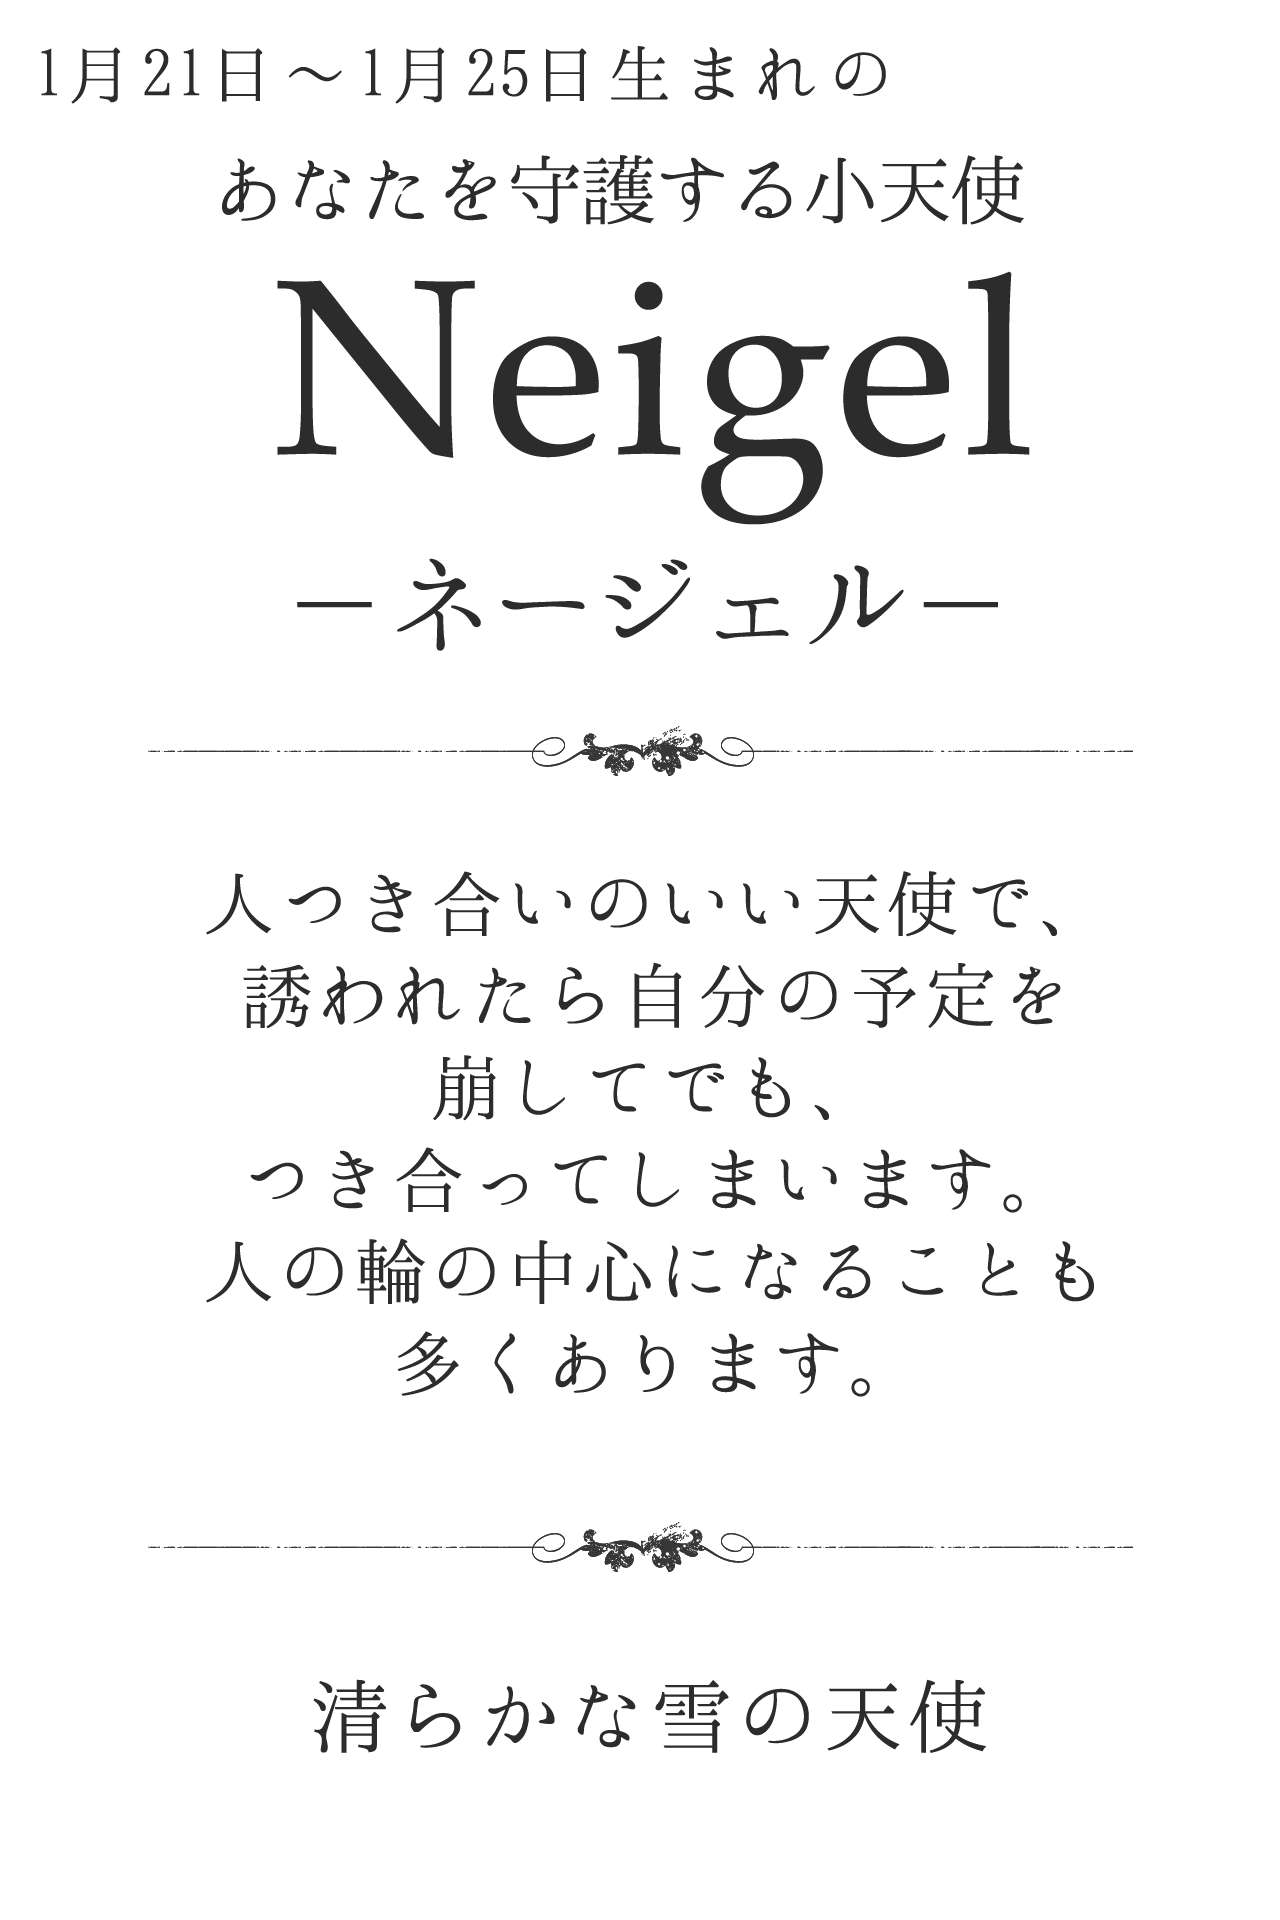 1月21日～1月25日生まれの
あなたを守護する小天使
Neigel
－ネージェル－
人つき合いのいい天使で、
誘われたら自分の予定を
崩してでも、
つき合ってしまいます。
人の輪の中心になることも
多くあります。
清らかな雪の天使